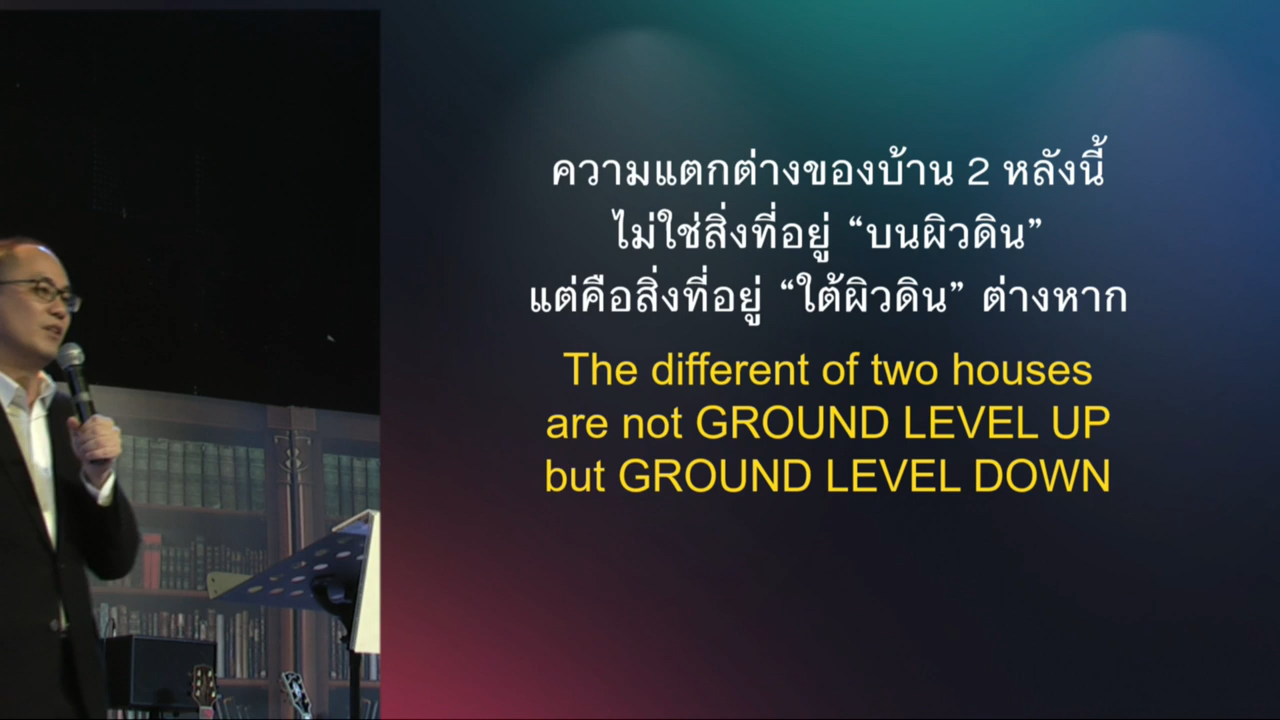 ความแตกต่างของบ้าน 2 หลังนี้
ไม่ใช่สิ่งที่อยู่ “บนผิวดิน”
แต่คือสิ่งที่อยู่ “ใต้ผิวดิน” ต่างหาก
The different of two houses
are not GROUND LEVEL UP
but GROUND LEVEL DOWN